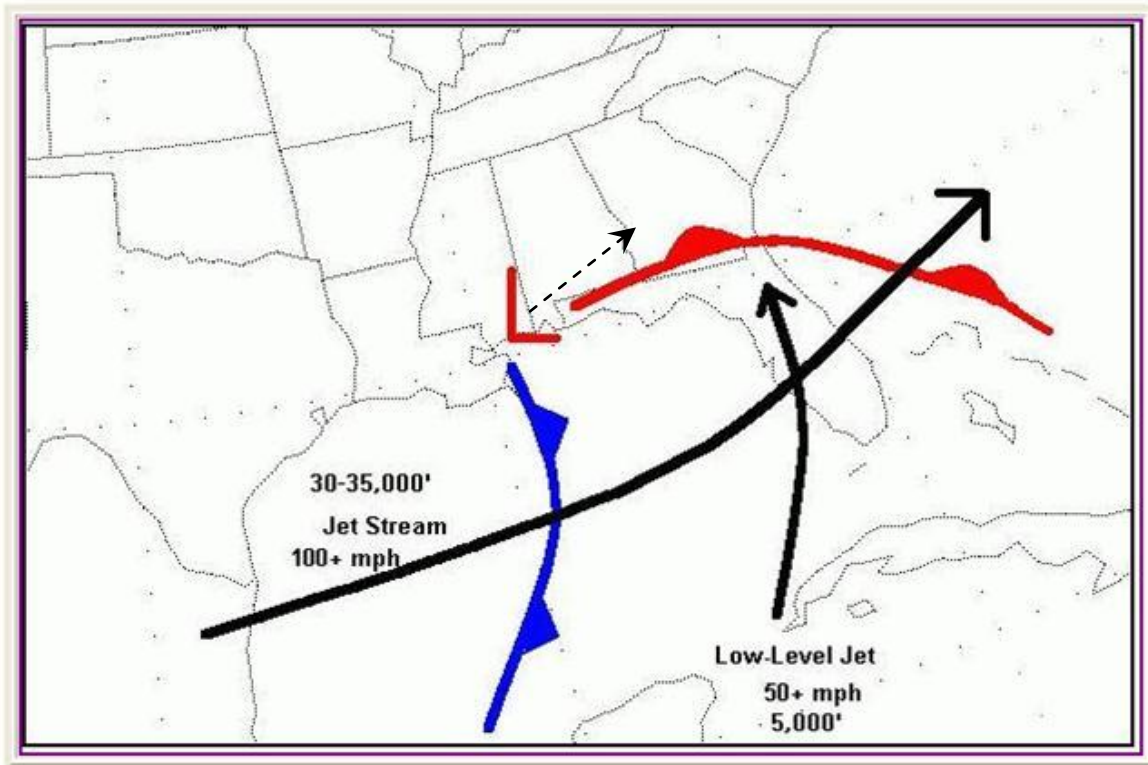 30-35,000'
Jet Stream
100+ mph
Low-Level Jet
50+ mph
5,000'
L